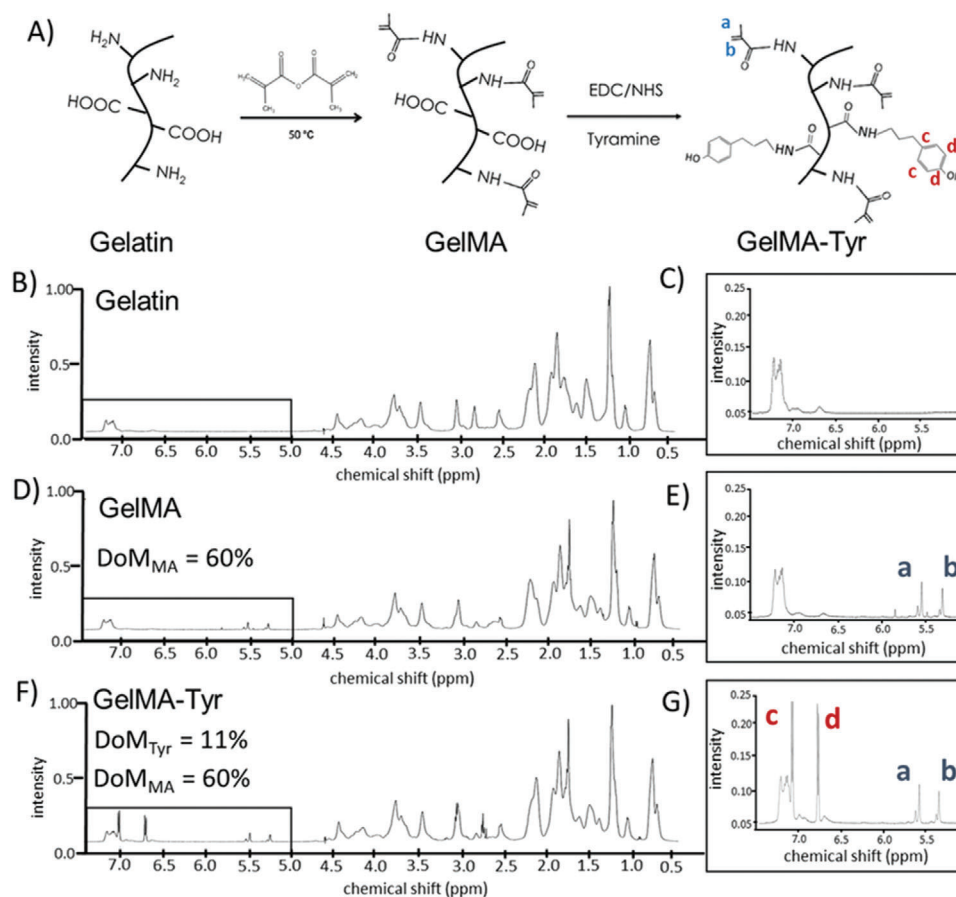 A)
H₂N
NH₂
HOOC
COOH
NH₂
O O
O
CH₃ CH₃
50 °C
O
HN
O
NH
HOOC
COOH
NH
O
EDC/NHS
Tyramine
a
b
O
HN
O
NH
O
O
NH
HN
HO
c d
c d
OH
NH
O
Gelatin
GelMA
GelMA-Tyr
B)
Gelatin
intensity
1.00
0.5
0.0
7.0 6.5 6.0 5.5 5.0 4.5 4.0 3.5 3.0 2.5 2.0 1.5 1.0 0.5
chemical shift (ppm)
C)
intensity
0.25
0.20
0.15
0.10
0.05
7.0 6.5 6.0 5.5
chemical shift (ppm)
D)
GelMA
DoM_MA = 60%
intensity
1.00
0.5
0.0
7.0 6.5 6.0 5.5 5.0 4.5 4.0 3.5 3.0 2.5 2.0 1.5 1.0 0.5
chemical shift (ppm)
E)
a b
intensity
0.25
0.20
0.15
0.10
0.05
7.0 6.5 6.0 5.5
chemical shift (ppm)
F)
GelMA-Tyr
DoM_Tyr = 11%
DoM_MA = 60%
intensity
1.00
0.5
0.0
7.0 6.5 6.0 5.5 5.0 4.5 4.0 3.5 3.0 2.5 2.0 1.5 1.0 0.5
chemical shift (ppm)
G)
c d
a b
intensity
0.25
0.20
0.15
0.10
0.05
7.0 6.5 6.0 5.5
chemical shift (ppm)